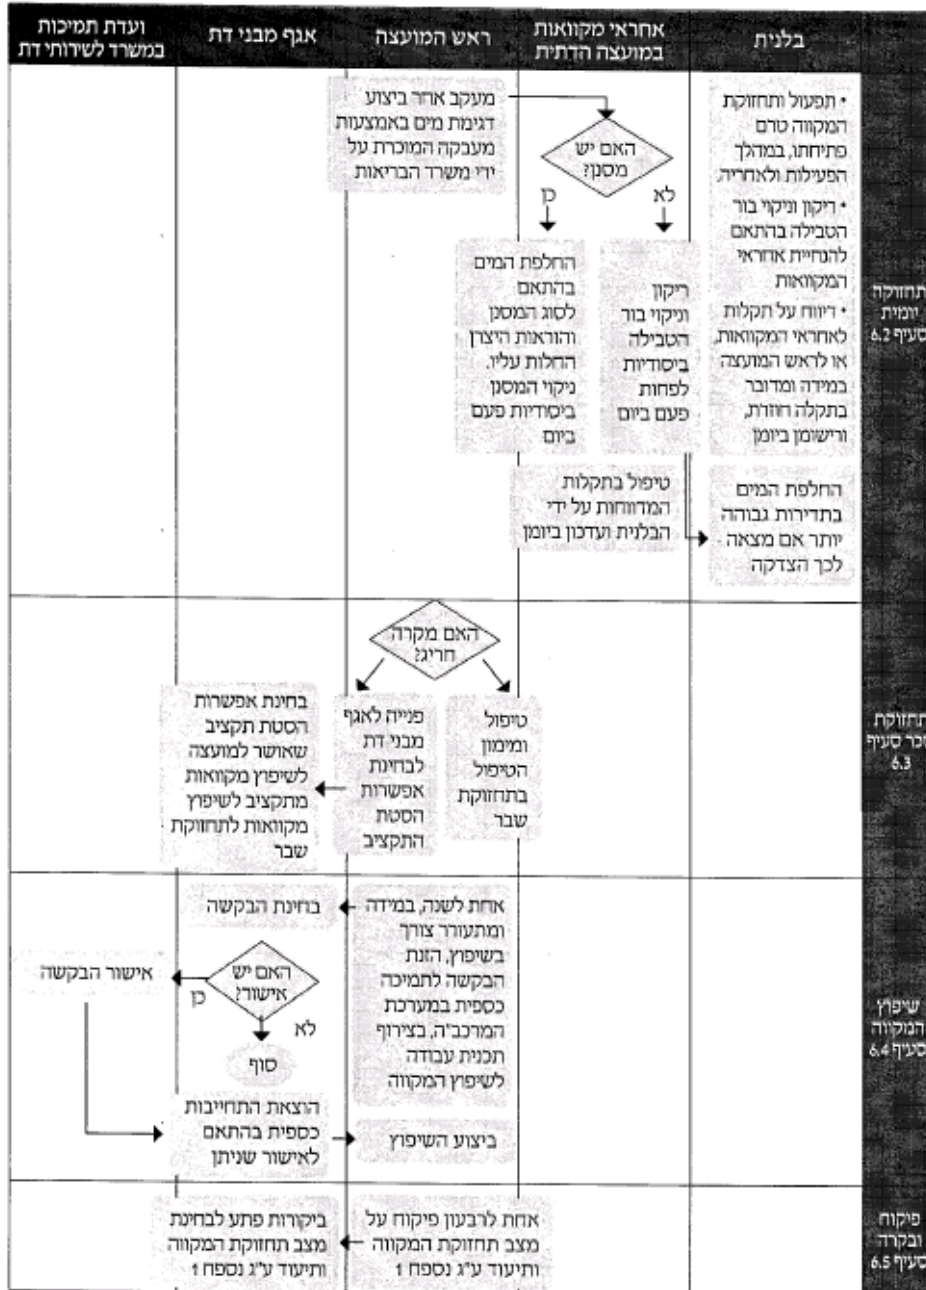 בלנית
אחראי מקוואות
במועצה הדתית
ראש המועצה
אגף מבני דת
ועדת תמיכות
במשרד לשירותי דת
תחזוקה
יומית
סעיף 6.2
• תפעול ותחזוקת
המקווה טרם
פתיחתו, במהלך
הפעילות ולאחריה.
• ריקון וניקוי בור
הטבילה בהתאם
להנחיית אחראי
המקוואות
• דיווח על תקלות
לאחראי המקוואות,
או לראש המועצה
במידה ומדובר
בתקלה חוזרת,
ורישומן ביומן
החלפת המים
בתדירות גבוהה
יותר אם מצאה
לכך הצדקה
האם יש
מסנן?
לא
כן
ריקון
וניקוי בור
הטבילה
ביסודיות
לפחות
פעם ביום
החלפת המים
בהתאם
לסוג המסנן
והוראות היצרן
החלות עליו.
ניקוי המסנן
ביסודיות פעם
ביום
טיפול בתקלות
המדווחות על ידי
הבלנית ועדכון ביומן
מעקב אחר ביצוע
דגימת מים באמצעות
מעבקה המוכרת על
ידי משרד הבריאות
תחזוקת
שבר סעיף
6.3
האם מקרה
חריג?
טיפול
ומימון
הטיפול
בתחזוקת
שבר
פנייה לאגף
מבני דת
לבחינת
אפשרות
הסטת
התקציב
בחינת אפשרות
הסטת תקציב
שאושר למועצה
לשיפוץ מקוואות
מתקציב לשיפוץ
מקוואות לתחזוקת
שבר
שיפוץ
המקווה
סעיף 6.4
אחת לשנה, במידה
ומתעורר צורך
בשיפוץ, הזנת
הבקשה לתמיכה
כספית במערכת
המרכב"ה, בצירוף
תכנית עבודה
לשיפוץ המקווה
בחינת הבקשה
האם יש
אישור?
כן
לא
סוף
אישור הבקשה
הוצאת התחייבות
כספית בהתאם
לאישור שניתן
ביצוע השיפוץ
פיקוח
ובקרה
סעיף 6.5
אחת לרבעון פיקוח על
מצב תחזוקת המקווה
ותיעוד ע"ג נספח 1
ביקורות פתע לבחינת
מצב תחזוקת המקווה
ותיעוד ע"ג נספח 1